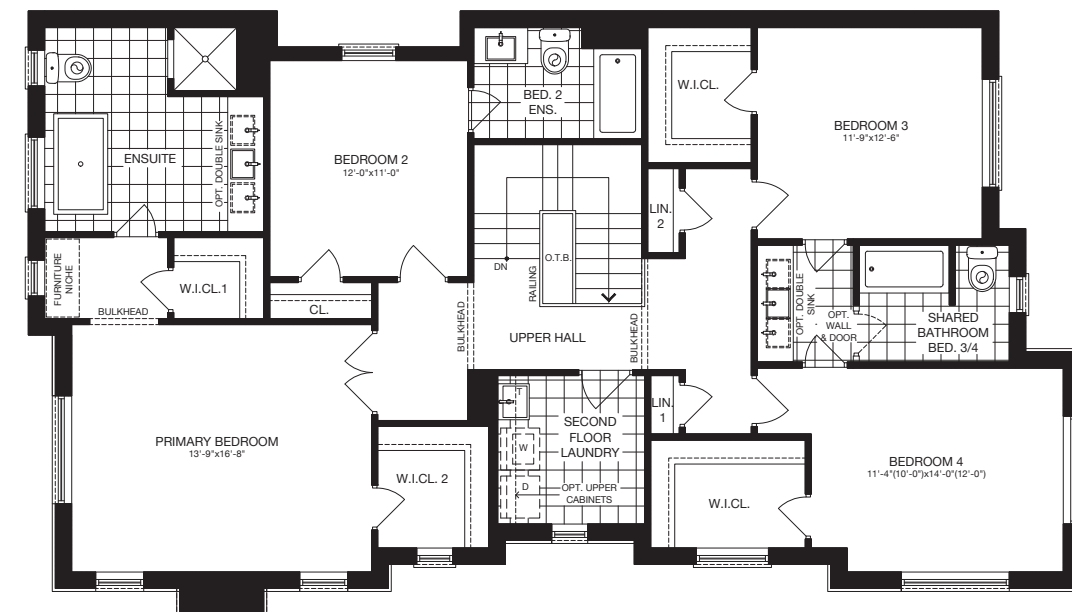 ENSUITE
OPT. DOUBLE SINK
BEDROOM 2
12'-0"x11'-0"
BED. 2
ENS.
W.I.CL.
BEDROOM 3
11'-9"x12'-6"
LIN.
2
FURNITURE
NICHE
W.I.CL.1
BULKHEAD
CL.
DN
RAILING
O.T.B.
BULKHEAD
UPPER HALL
BULKHEAD
OPT. DOUBLE
SINK
OPT.
WALL
& DOOR
SHARED
BATHROOM
BED. 3/4
PRIMARY BEDROOM
13'-9"x16'-8"
W.I.CL. 2
T
W
D
SECOND
FLOOR
LAUNDRY
OPT. UPPER
CABINETS
LIN.
1
W.I.CL.
BEDROOM 4
11'-4"(10'-0")x14'-0"(12'-0")